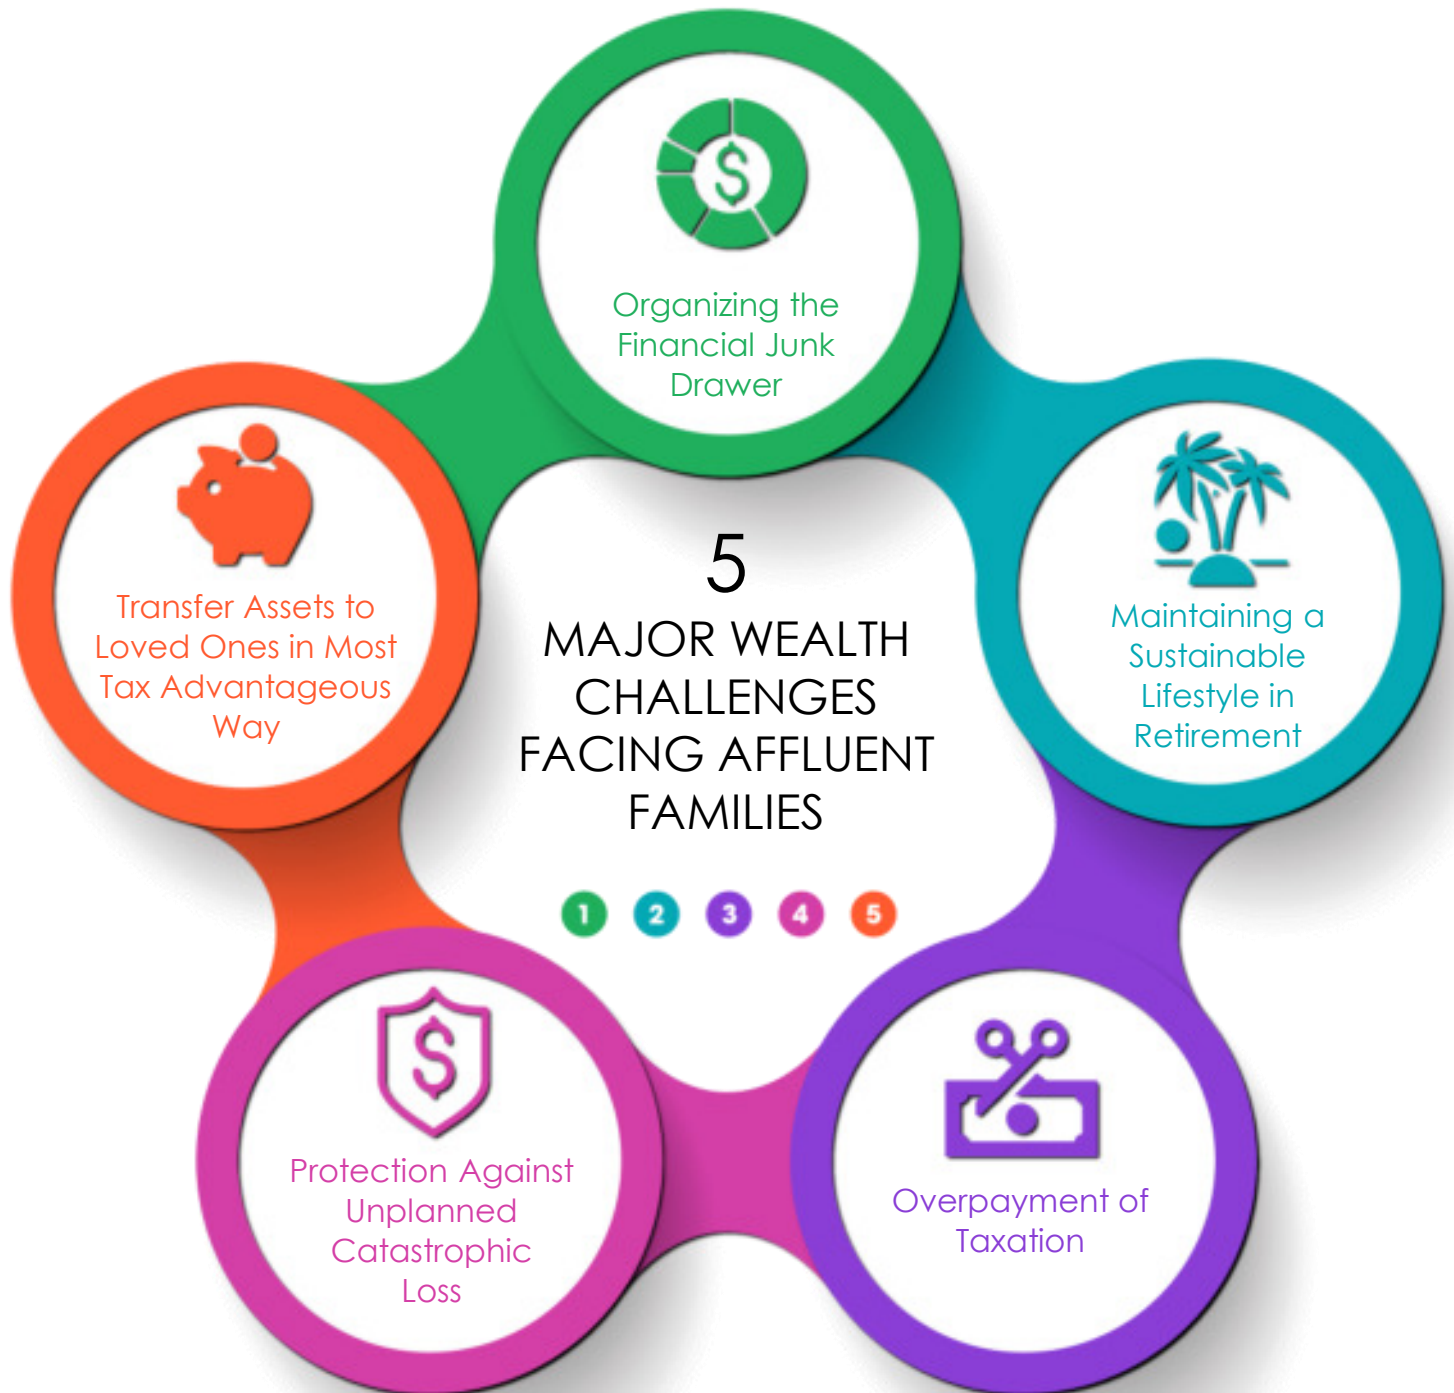 $
Organizing the
Financial Junk
Drawer
Maintaining a
Sustainable
Lifestyle in
Retirement
Overpayment of
Taxation
$
Protection Against
Unplanned
Catastrophic
Loss
Transfer Assets to
Loved Ones in Most
Tax Advantageous
Way
5
MAJOR WEALTH
CHALLENGES
FACING AFFLUENT
FAMILIES
1 2 3 4 5